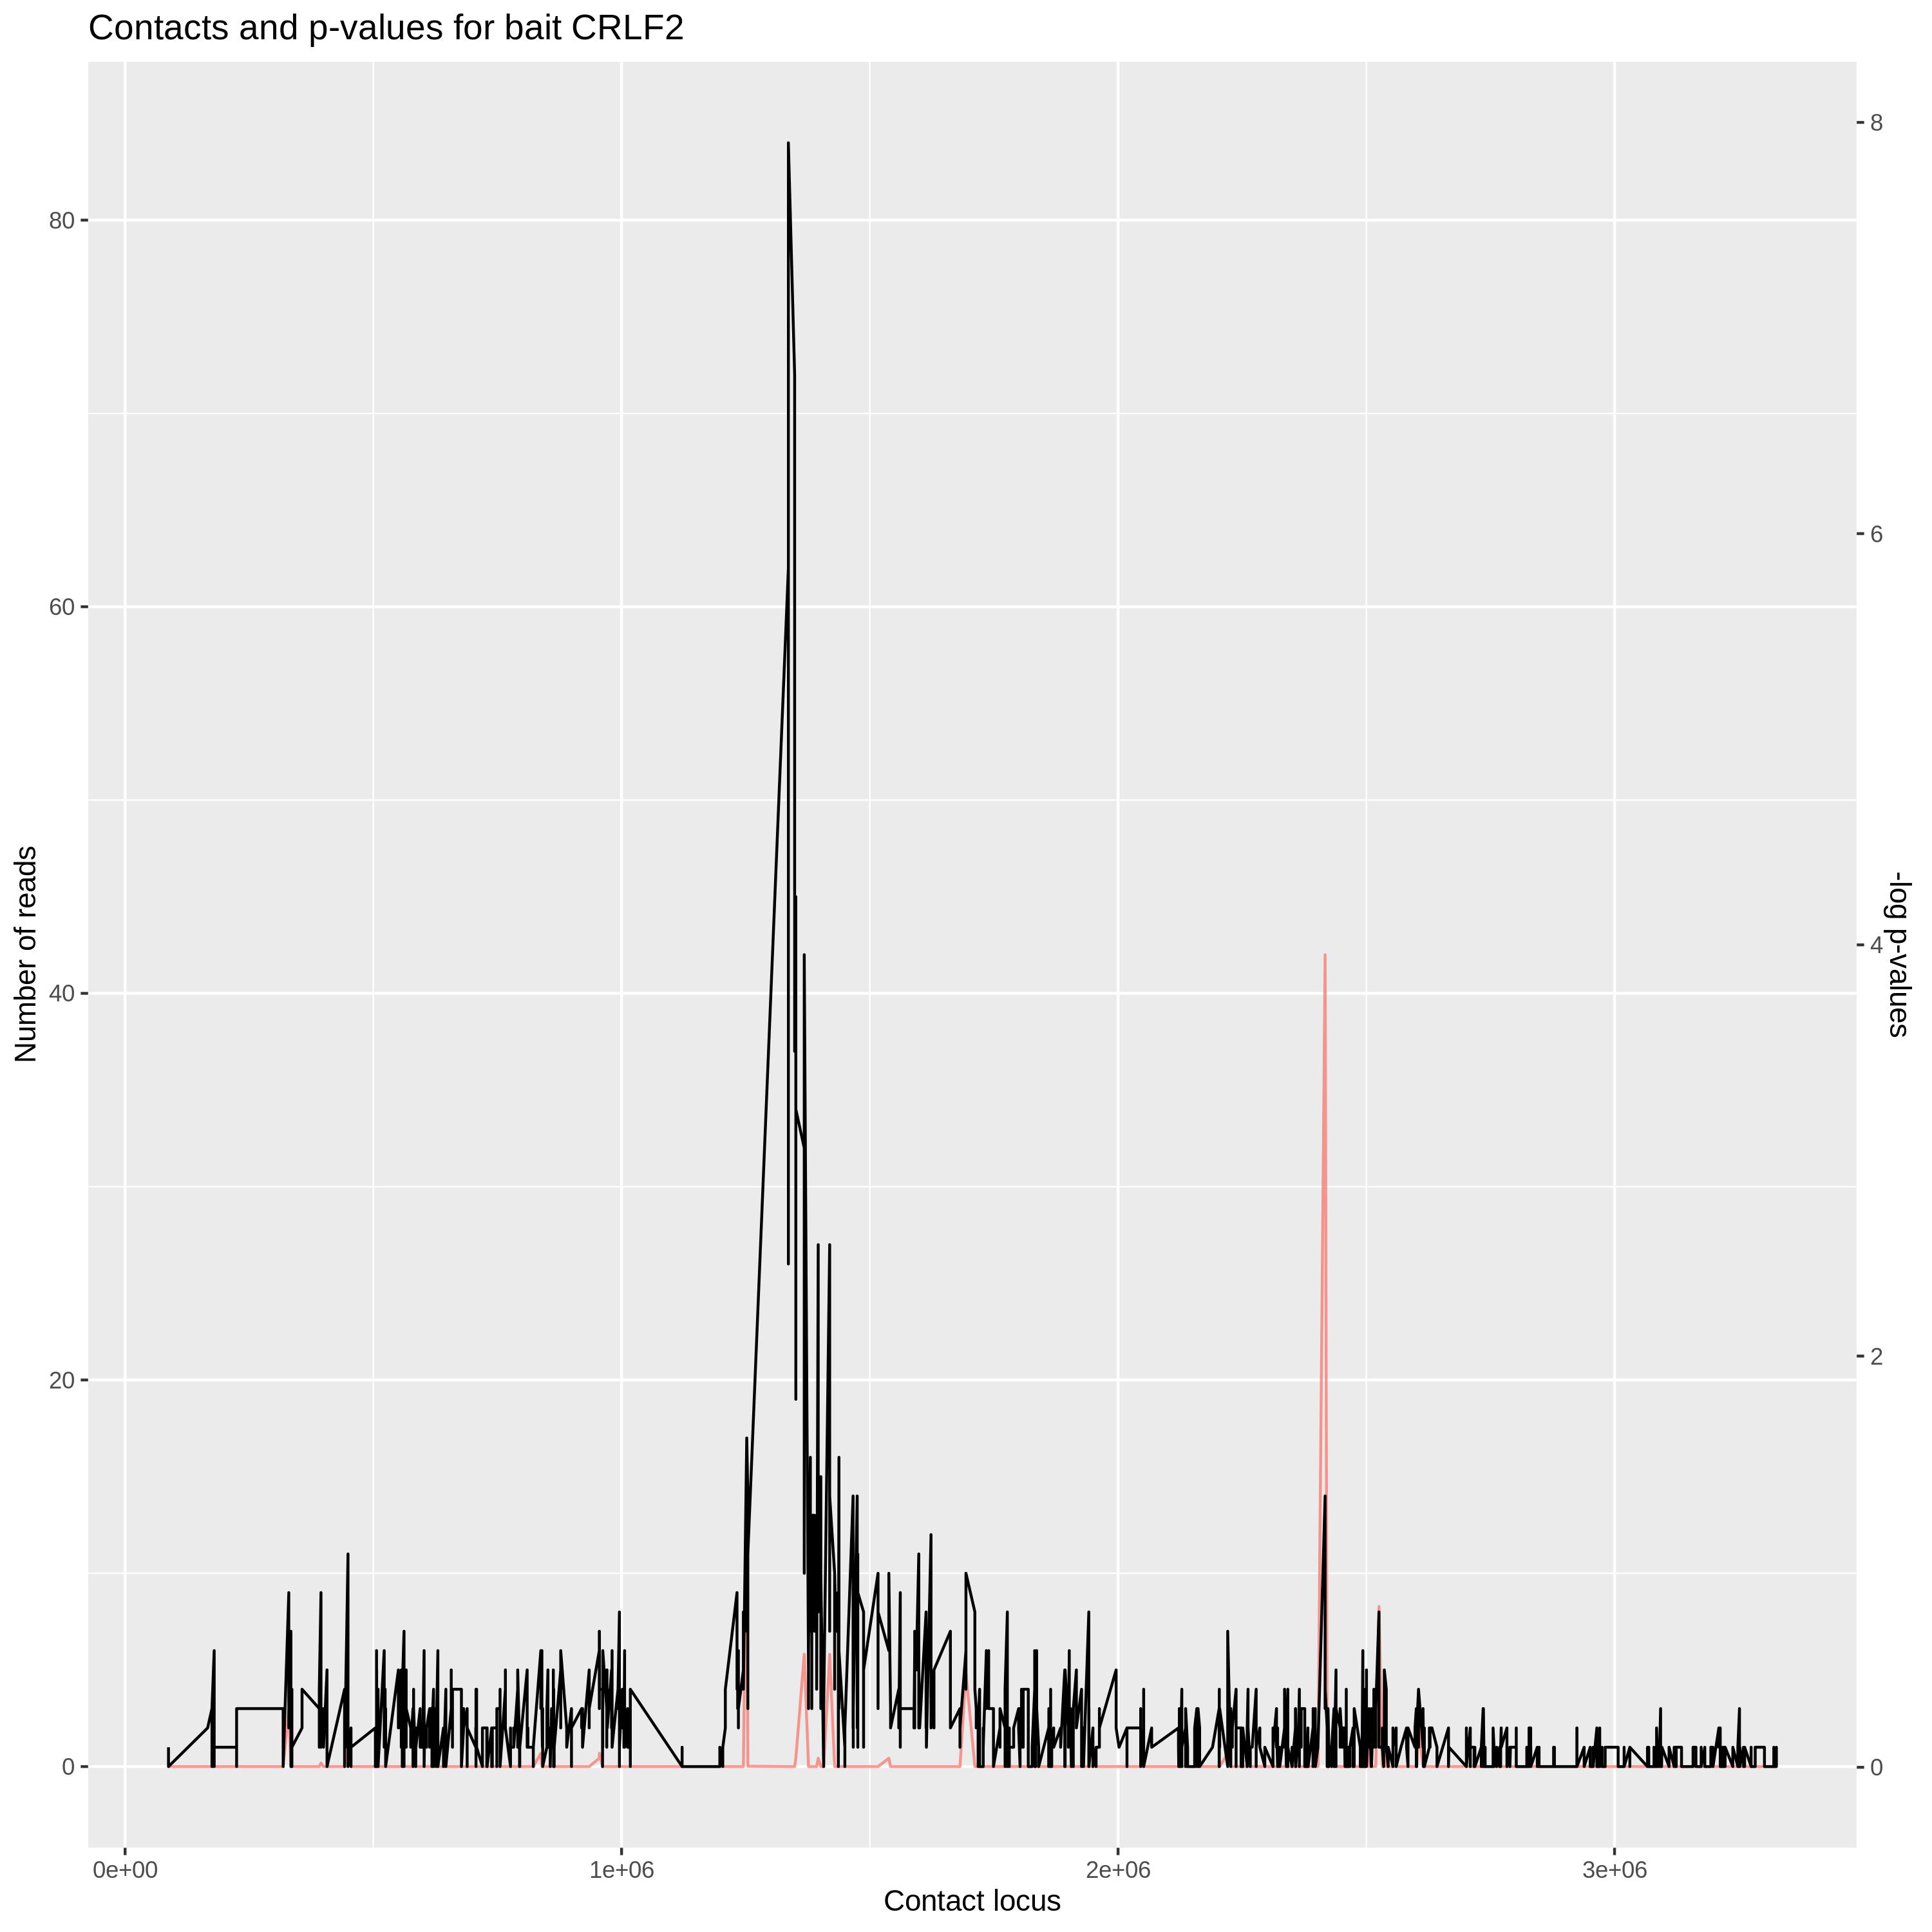 Contacts and p-values for bait CRLF2
80
60
40
20
0
Number of reads
8
6
4
2
0
-log p-values
0e+00 1e+06 2e+06 3e+06
Contact locus